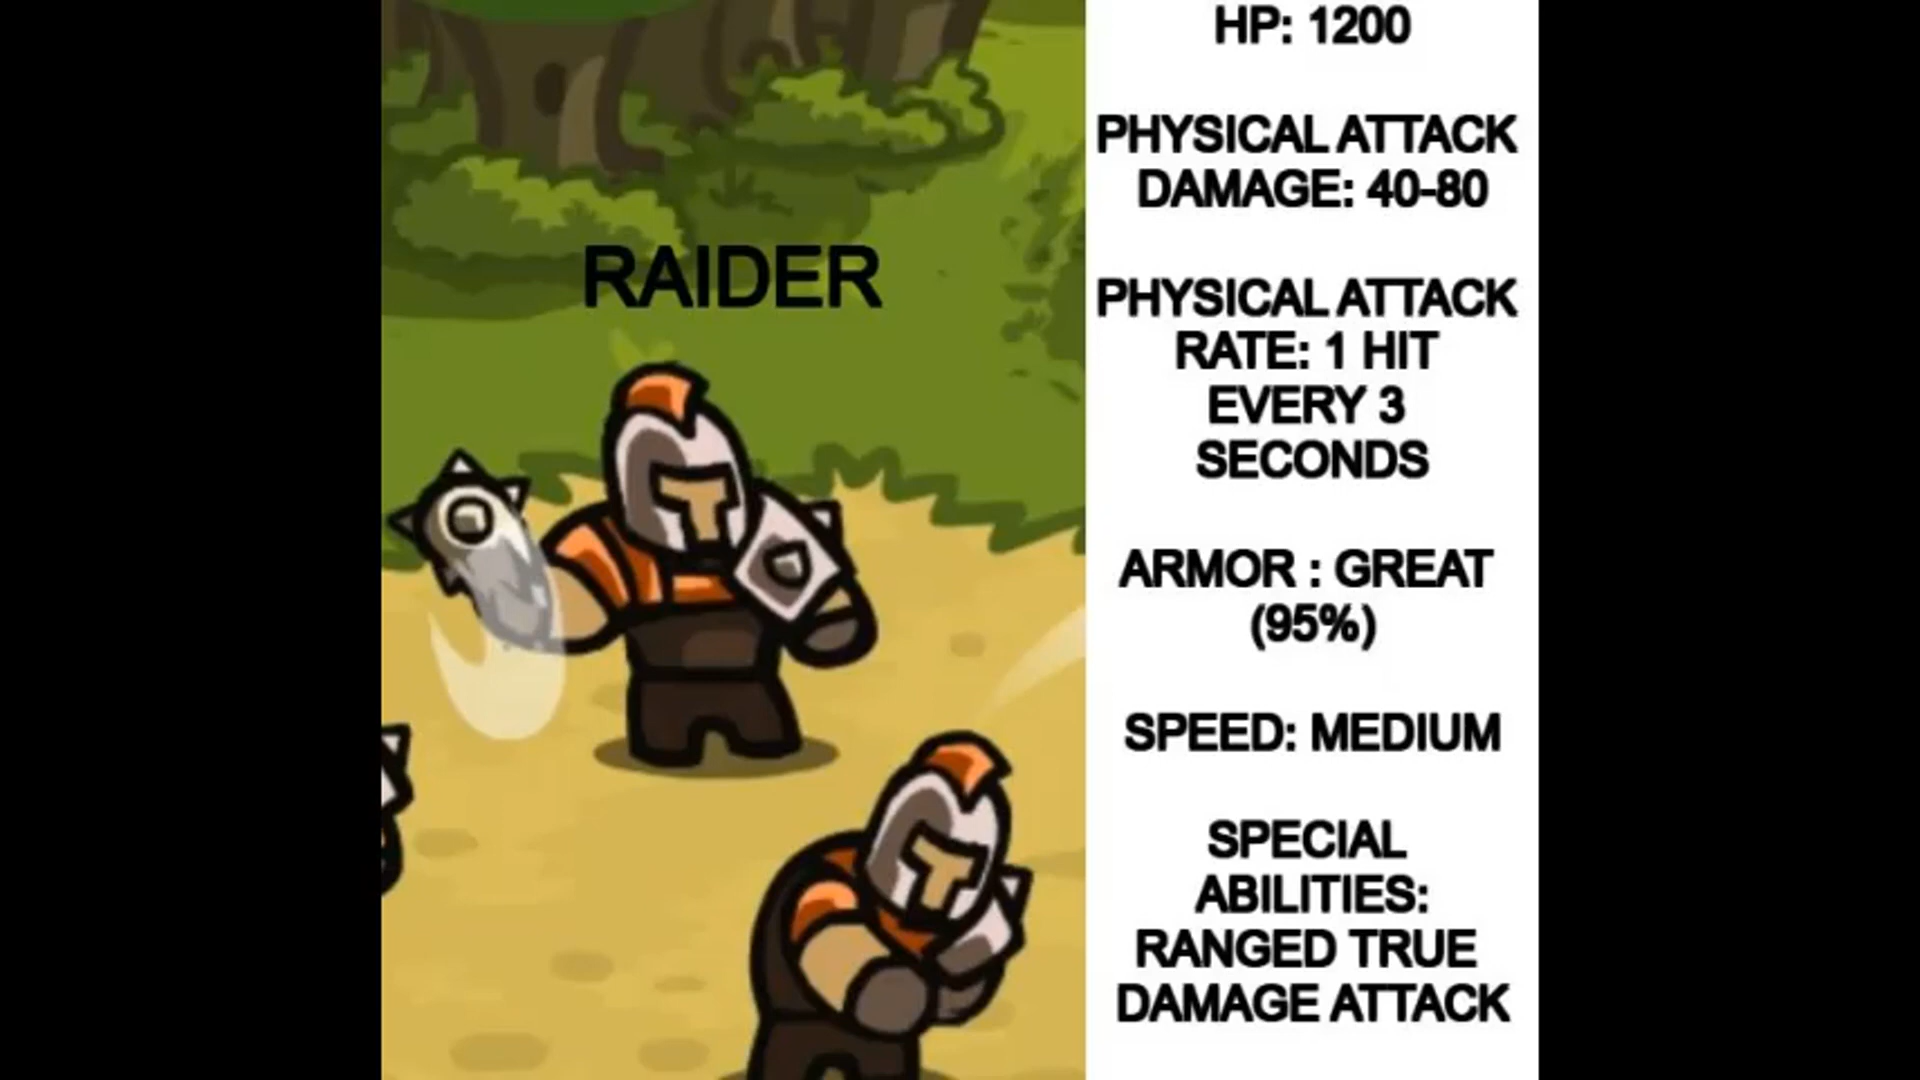 RAIDER
HP: 1200
PHYSICAL ATTACK
DAMAGE: 40-80
PHYSICAL ATTACK
RATE: 1 HIT
EVERY 3
SECONDS
ARMOR : GREAT
(95%)
SPEED: MEDIUM
SPECIAL
ABILITIES:
RANGED TRUE
DAMAGE ATTACK